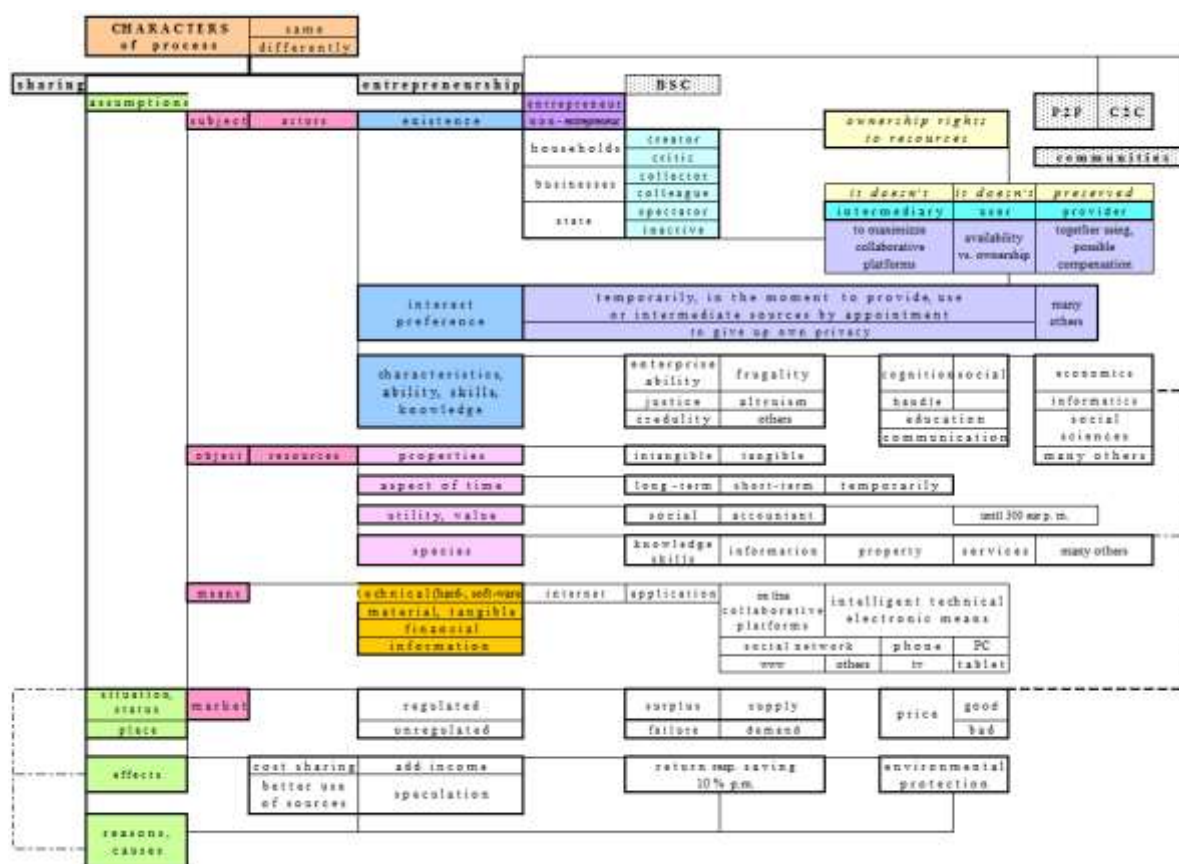 CHARACTERS same
of process differently
sharing entrepreneurship BSC
assumptions entrepreneur
subject actors existence non-entrepreneur
P2P C2C
ownership rights
to resources
communities
households creator
critic
businesses collector
colleague
state spectator
inactive
is doesn't is doesn't preserved
intermediary user provider
to maximize
collaborative
platforms
availability
vs. ownership
together using,
possible
compensation
interest
preference
temporarily, in the moment to provide, use
or intermediate sources by appointment
to give up own privacy
many
others
characteristics,
ability, skills,
knowledge
enterprise
ability
frugality
justice altruism
credulity others
cognition social
handle
education
communication
economics
informatics
social
sciences
many others
object resources properties intangible tangible
aspect of time long-term short-term temporarily
utility, value social accountant until 300 eur p. m.
species knowledge
skills
information property services many others
means technical (hard-, soft)-ware
material, tangible
financial
information
internet application
on line
collaborative
platforms
intelligent technical
electronic means
social network phone PC
www others tv tablet
situation,
status
place
market regulated
unregulated
surplus supply
failure demand
price good
bad
effects cost sharing add income
better use
of sources
speculation
return resp. saving
10 % p.m.
environmental
protection
reasons,
causes